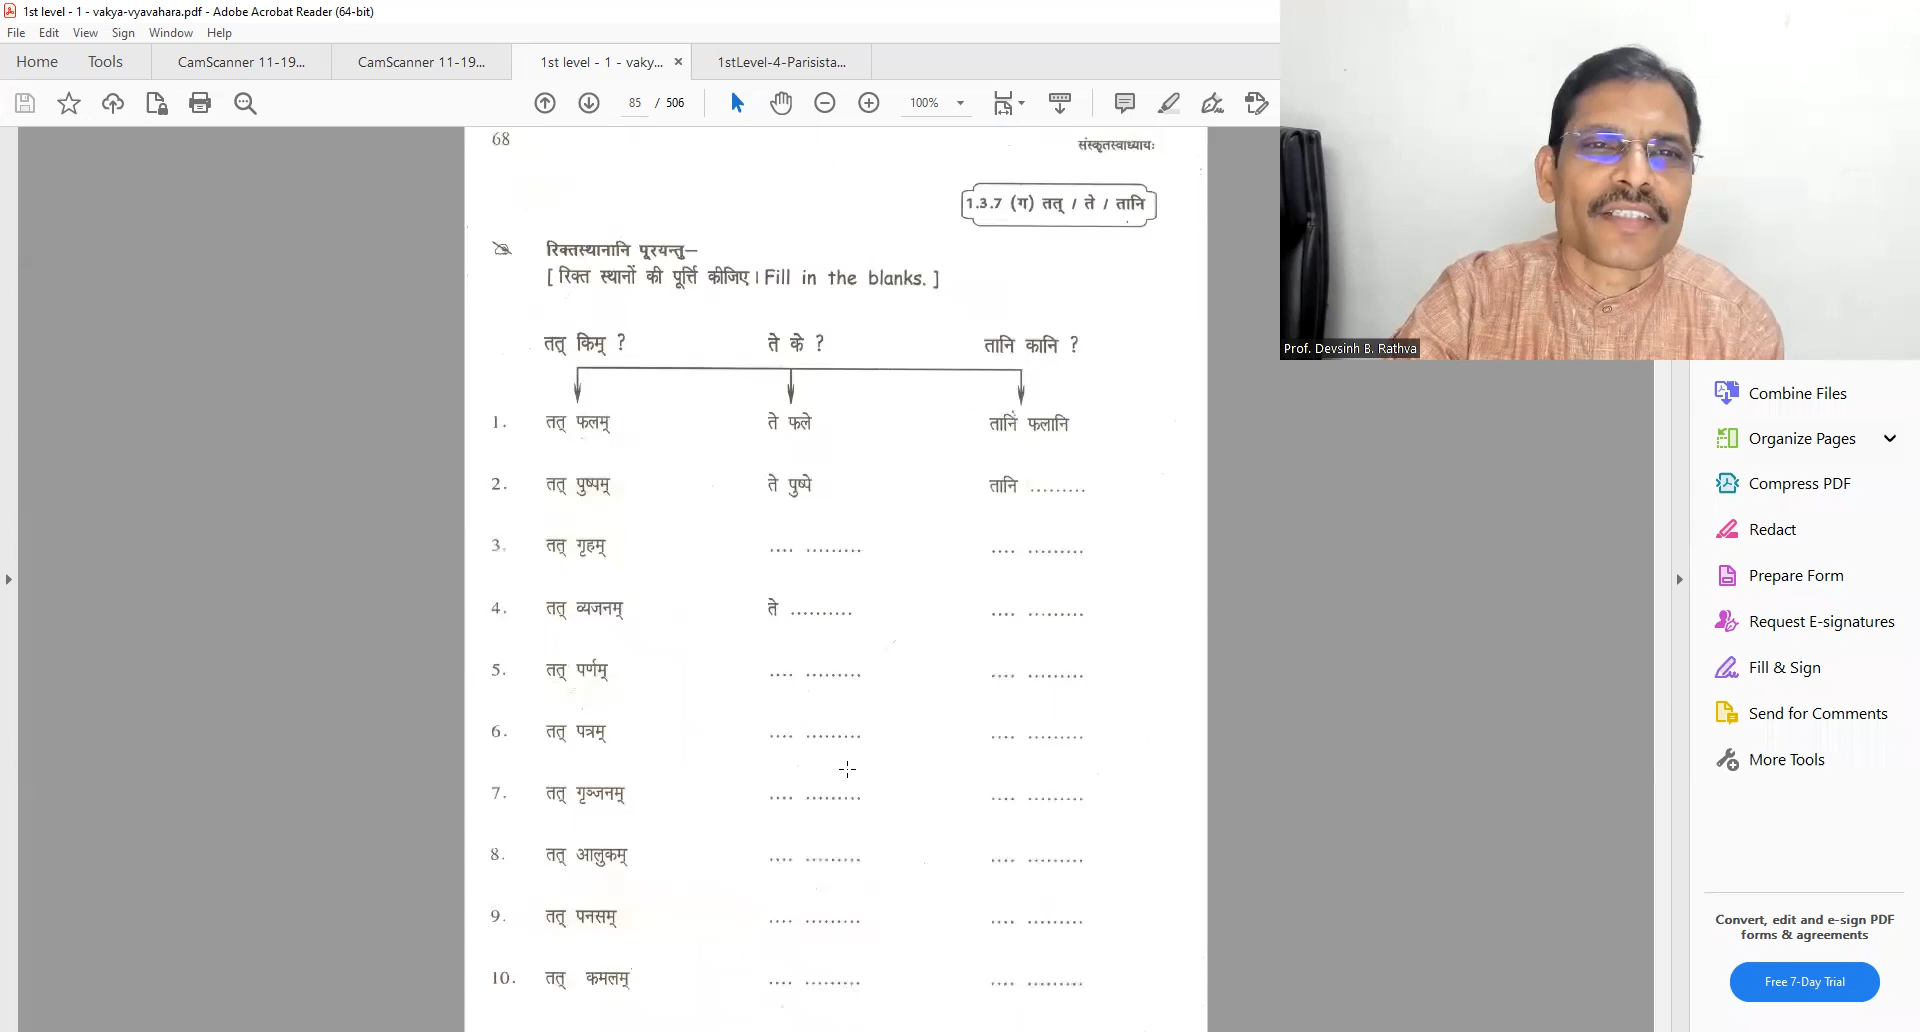 1st level - 1 - vakya-vyavahara.pdf - Adobe Acrobat Reader (64-bit)
File Edit View Sign Window Help
Home Tools CamScanner 11-19... CamScanner 11-19... 1st level - 1 - vaky... × 1stLevel-4-Parisista...
85 / 506 100%
68 संस्कृतस्वाध्यायः
1.3.7 (ग) तत् / ते / तानि
रिक्तस्थानानि पूरयन्तु–
[ रिक्त स्थानों की पूर्त्ति कीजिए । Fill in the blanks. ]
तत् किम् ? ते के ? तानि कानि ?
1. तत् फलम् ते फले तानि फलानि
2. तत् पुष्पम् ते पुष्पे तानि .........
3. तत् गृहम् .... ......... .... .........
4. तत् व्यजनम् ते .......... .... .........
5. तत् पर्णम् .... ......... .... .........
6. तत् पत्रम् .... ......... .... .........
7. तत् गृञ्जनम् .... ......... .... .........
8. तत् आलुकम् .... ......... .... .........
9. तत् पनसम् .... ......... .... .........
10. तत् कमलम् .... ......... .... .........
Prof. Devsinh B. Rathva
Combine Files
Organize Pages
Compress PDF
Redact
Prepare Form
Request E-signatures
Fill & Sign
Send for Comments
More Tools
Convert, edit and e-sign PDF
forms & agreements
Free 7-Day Trial